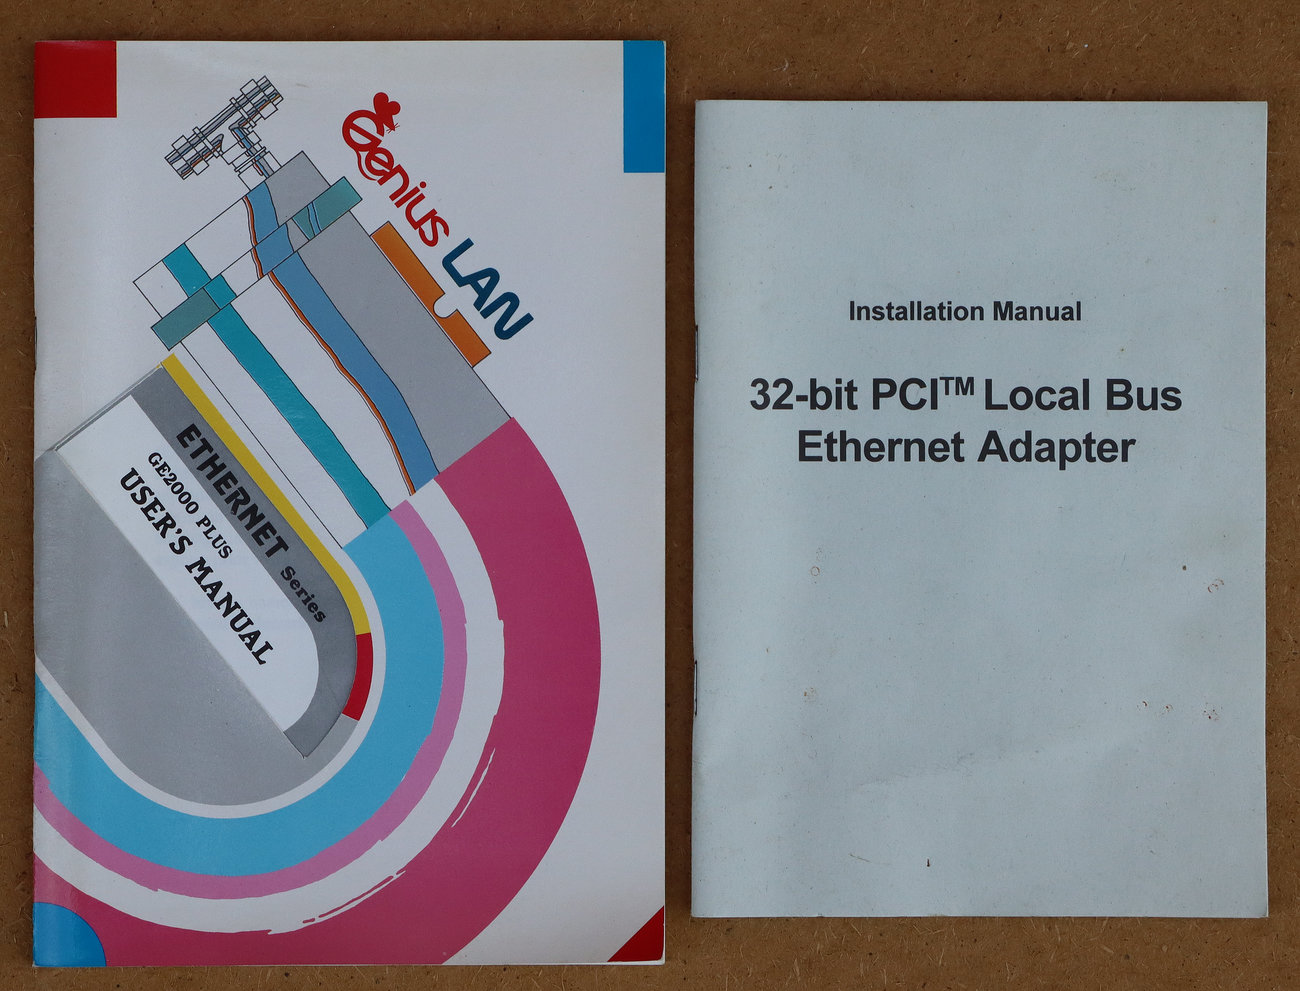 Genius LAN
ETHERNET Series
GE2000 PLUS
USER'S MANUAL
Installation Manual
32-bit PCI™ Local Bus
Ethernet Adapter